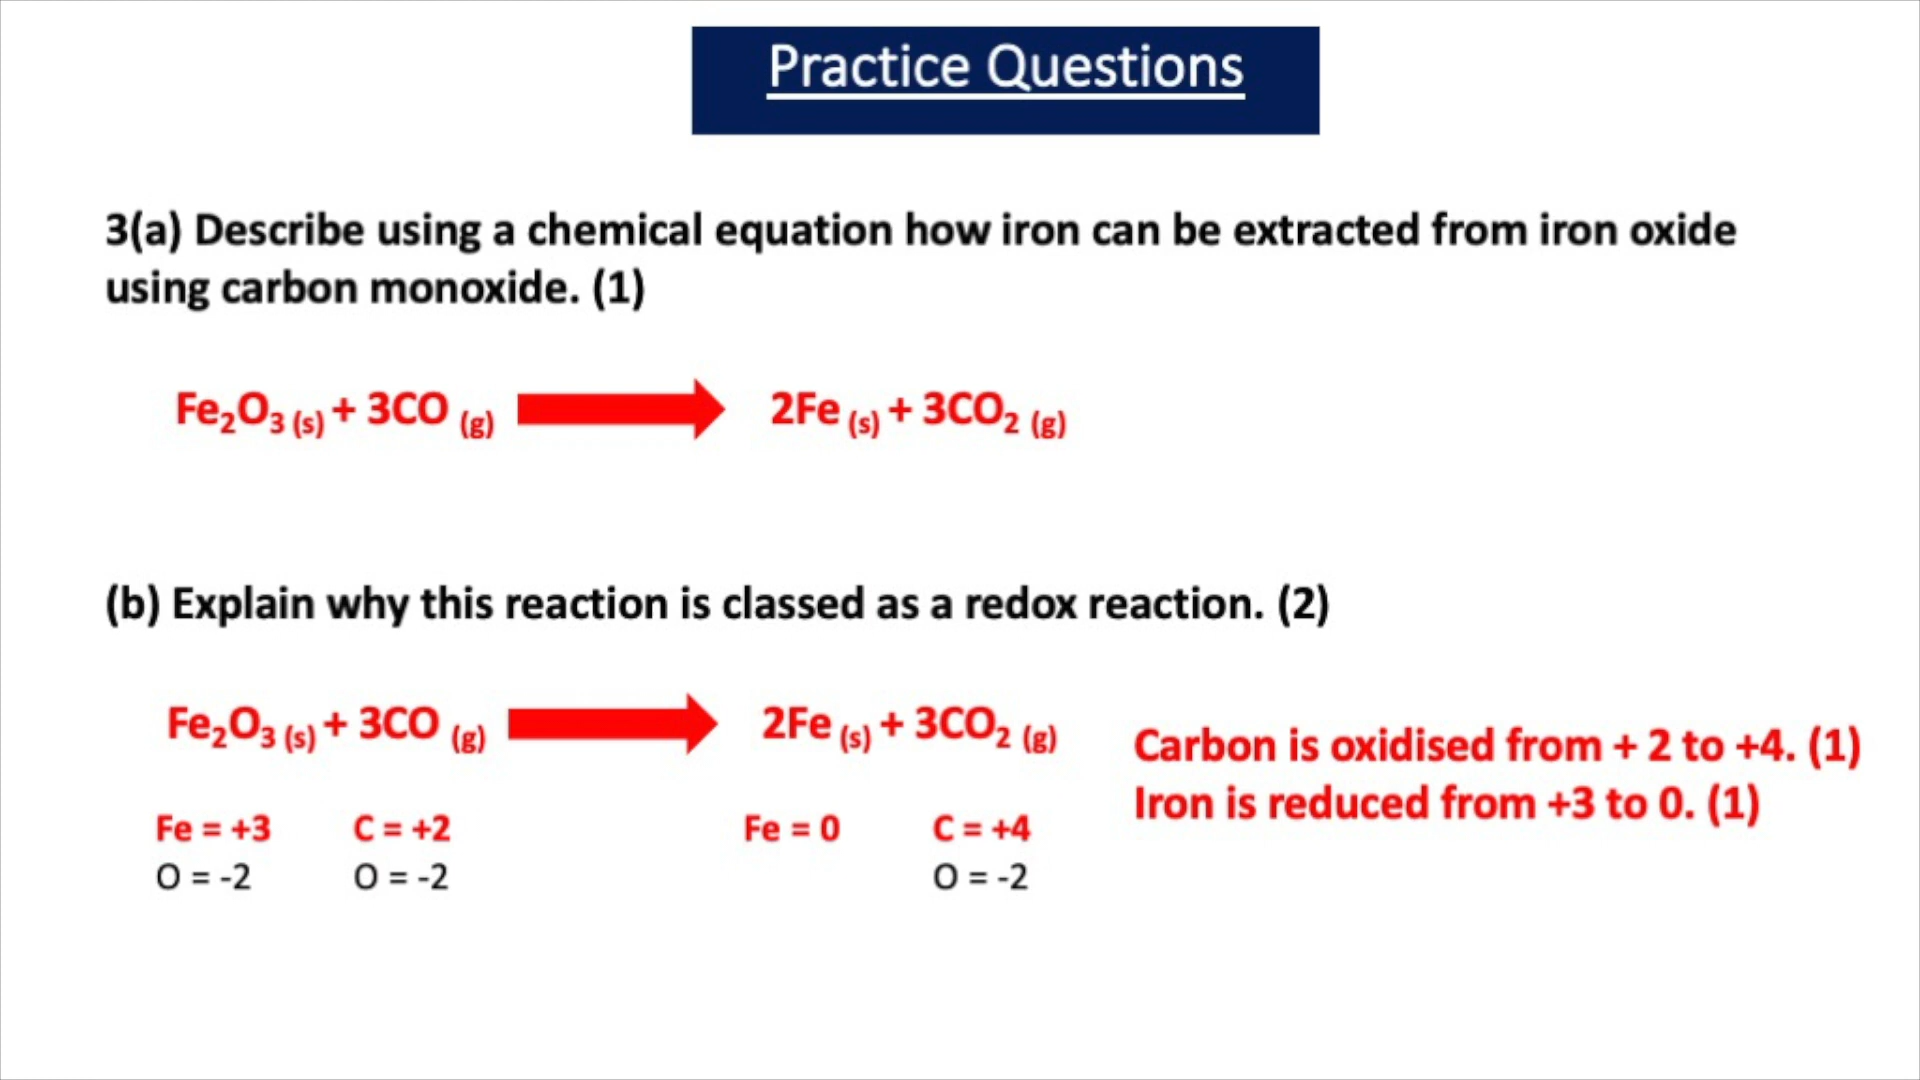 Practice Questions
3(a) Describe using a chemical equation how iron can be extracted from iron oxide
using carbon monoxide. (1)
Fe₂O₃ (s) + 3CO (g) 2Fe (s) + 3CO₂ (g)
(b) Explain why this reaction is classed as a redox reaction. (2)
Fe₂O₃ (s) + 3CO (g) 2Fe (s) + 3CO₂ (g)
Carbon is oxidised from + 2 to +4. (1)
Iron is reduced from +3 to 0. (1)
Fe = +3 C = +2 Fe = 0 C = +4
O = -2 O = -2 O = -2